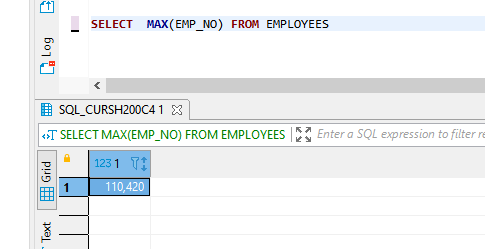 SELECT  MAX(EMP_NO) FROM EMPLOYEES
Log
SQL_CURSH200C4 1
SELECT MAX(EMP_NO) FROM EMPLOYEES
Enter a SQL expression to filter re
Grid
123 1
1
110,420
Text